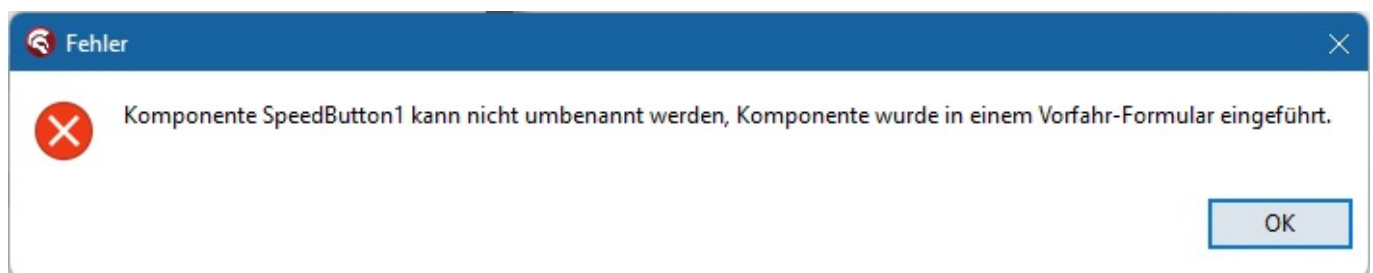 Fehler
Komponente SpeedButton1 kann nicht umbenannt werden, Komponente wurde in einem Vorfahr-Formular eingeführt.
OK